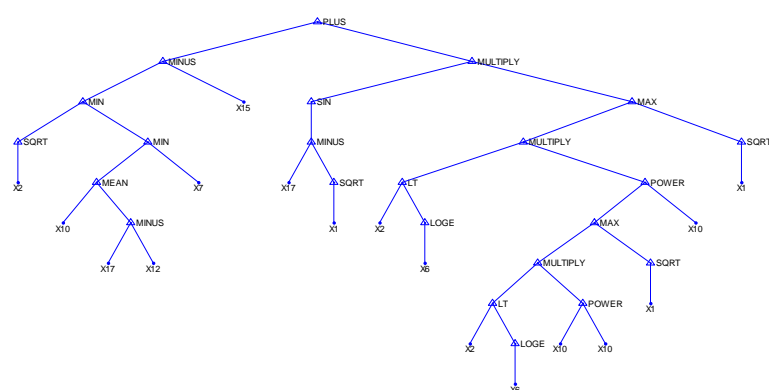 PLUS
MINUS MULTIPLY
MIN X15 SIN MAX
SQRT MIN MINUS MULTIPLY SQRT
X2 MEAN X7 X17 SQRT LT POWER X1
X10 MINUS X1 X2 LOGE MAX X10
X17 X12 X6 MULTIPLY SQRT
LT POWER X1
X2 LOGE X10 X10
X6